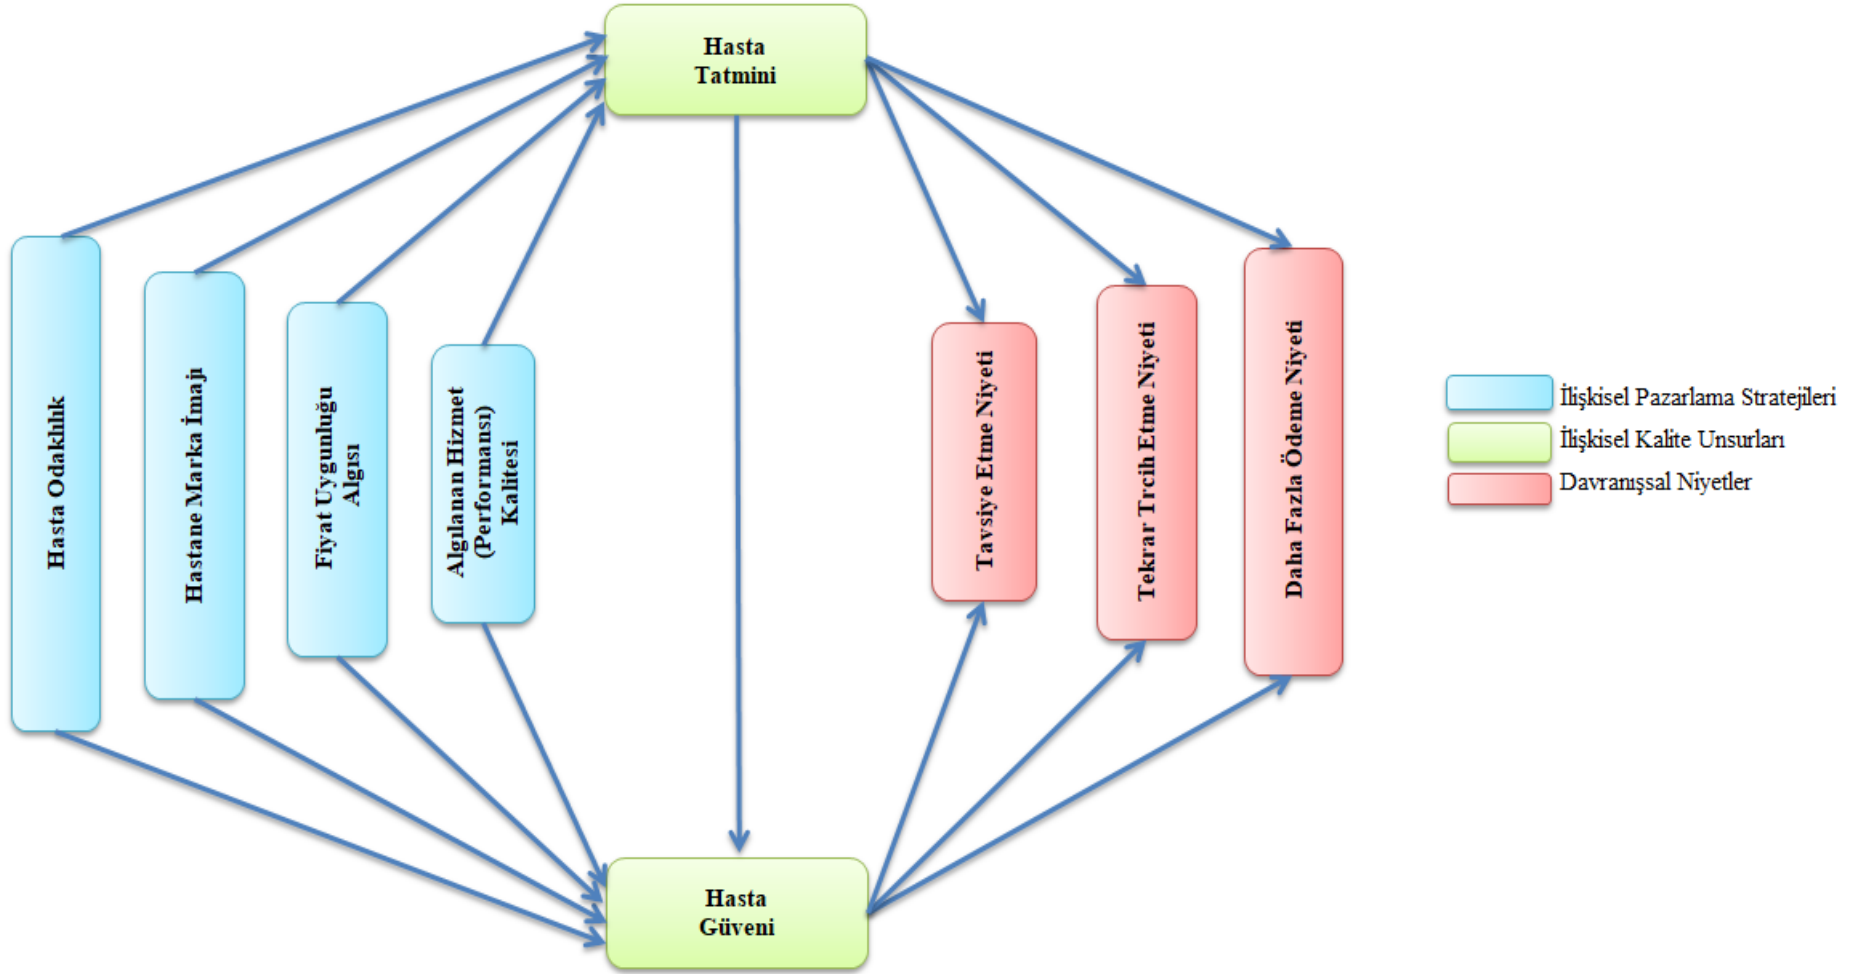 Hasta
Tatmini
Hasta Odaklılık
Hastane Marka İmajı
Fiyat Uygunluğu
Algısı
Algılanan Hizmet
(Performansı)
Kalitesi
Tavsiye Etme Niyeti
Tekrar Trcih Etme Niyeti
Daha Fazla Ödeme Niyeti
İlişkisel Pazarlama Stratejileri
İlişkisel Kalite Unsurları
Davranışsal Niyetler
Hasta
Güveni